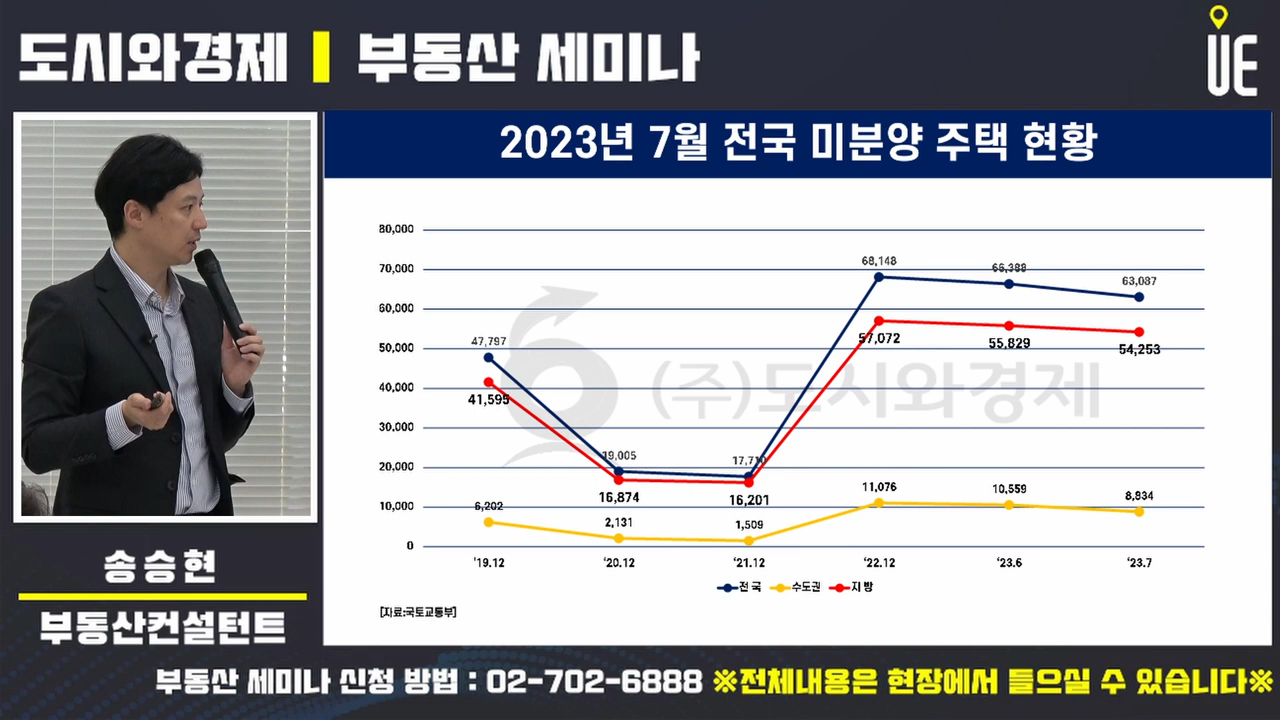 도시와경제 | 부동산 세미나
UE
2023년 7월 전국 미분양 주택 현황
80,000
70,000
60,000
50,000
40,000
30,000
20,000
10,000
0
68,148
66,388
63,087
47,797
57,072
55,829
54,253
41,595
(주)도시와경제
19,005
17,710
16,874
16,201
11,076
10,559
8,834
6,202
2,131
1,509
'19.12 '20.12 '21.12 '22.12 '23.6 '23.7
전국 수도권 지방
[자료:국토교통부]
송승현
부동산컨설턴트
부동산 세미나 신청 방법 : 02-702-6888 ※전체내용은 현장에서 들으실 수 있습니다※